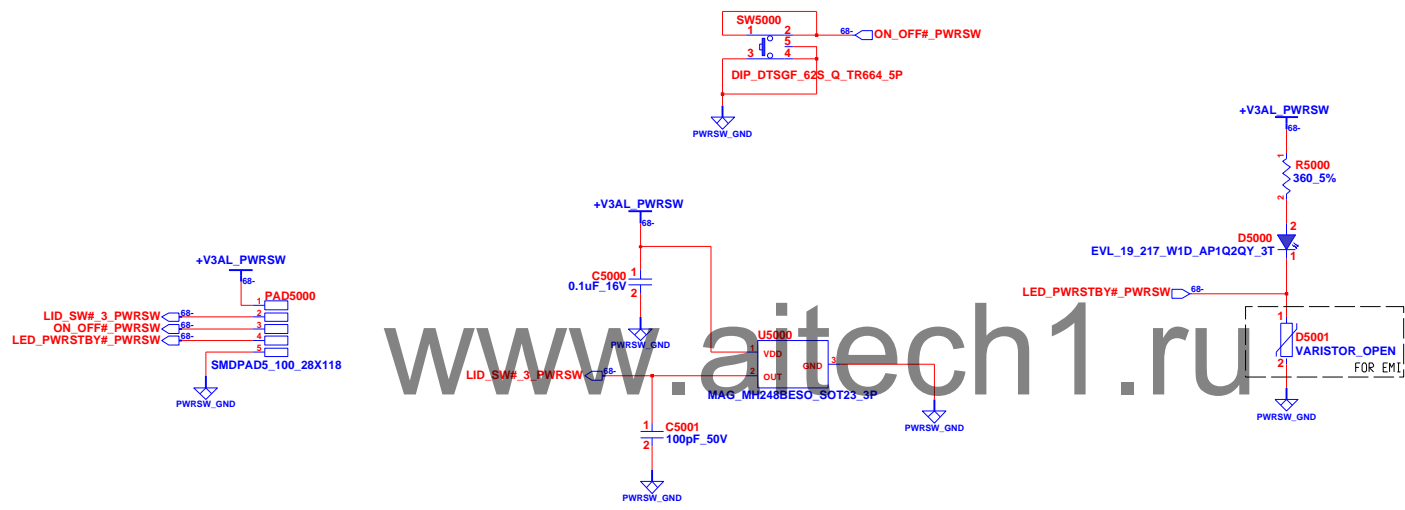 SW5000
1 2
5
3 4
68- ON_OFF#_PWRSW
DIP_DTSGF_62S_Q_TR664_5P
PWRSW_GND
+V3AL_PWRSW
68-
1
R5000
360_5%
2
2
D5000
EVL_19_217_W1D_AP1Q2QY_3T
1
LED_PWRSTBY#_PWRSW 68-
1
D5001
VARISTOR_OPEN
2
FOR EMI
PWRSW_GND
+V3AL_PWRSW
68-
1 C5000
0.1uF_16V
2
PWRSW_GND
U5000
1 VDD
GND 3
2 OUT
LID_SW#_3_PWRSW 68-
MAG_MH248BESO_SOT23_3P
PWRSW_GND
1 C5001
100pF_50V
2
PWRSW_GND
+V3AL_PWRSW
68-
PAD5000
1
LID_SW#_3_PWRSW 68- 2
ON_OFF#_PWRSW 68- 3
LED_PWRSTBY#_PWRSW 68- 4
5
SMDPAD5_100_28X118
PWRSW_GND
www.aitech1.ru